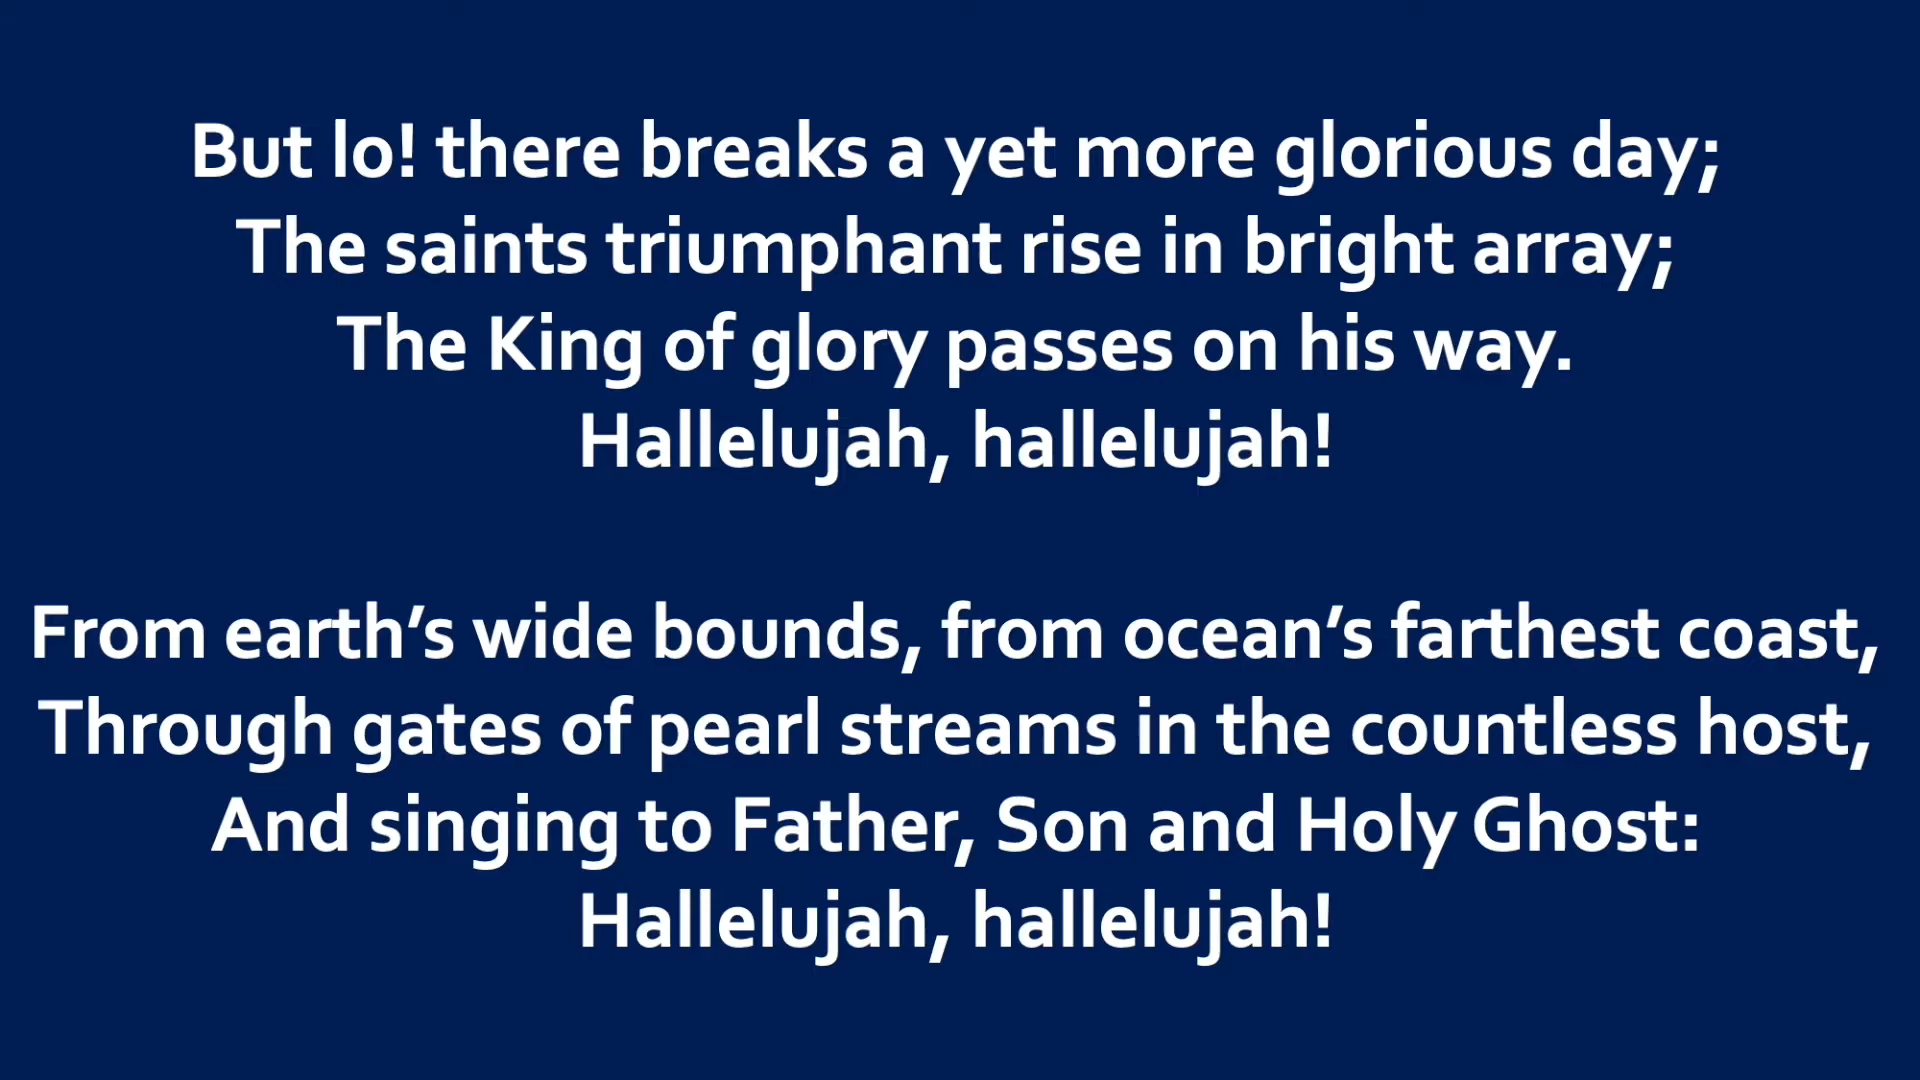 But lo! there breaks a yet more glorious day;
The saints triumphant rise in bright array;
The King of glory passes on his way.
Hallelujah, hallelujah!

From earth’s wide bounds, from ocean’s farthest coast,
Through gates of pearl streams in the countless host,
And singing to Father, Son and Holy Ghost:
Hallelujah, hallelujah!